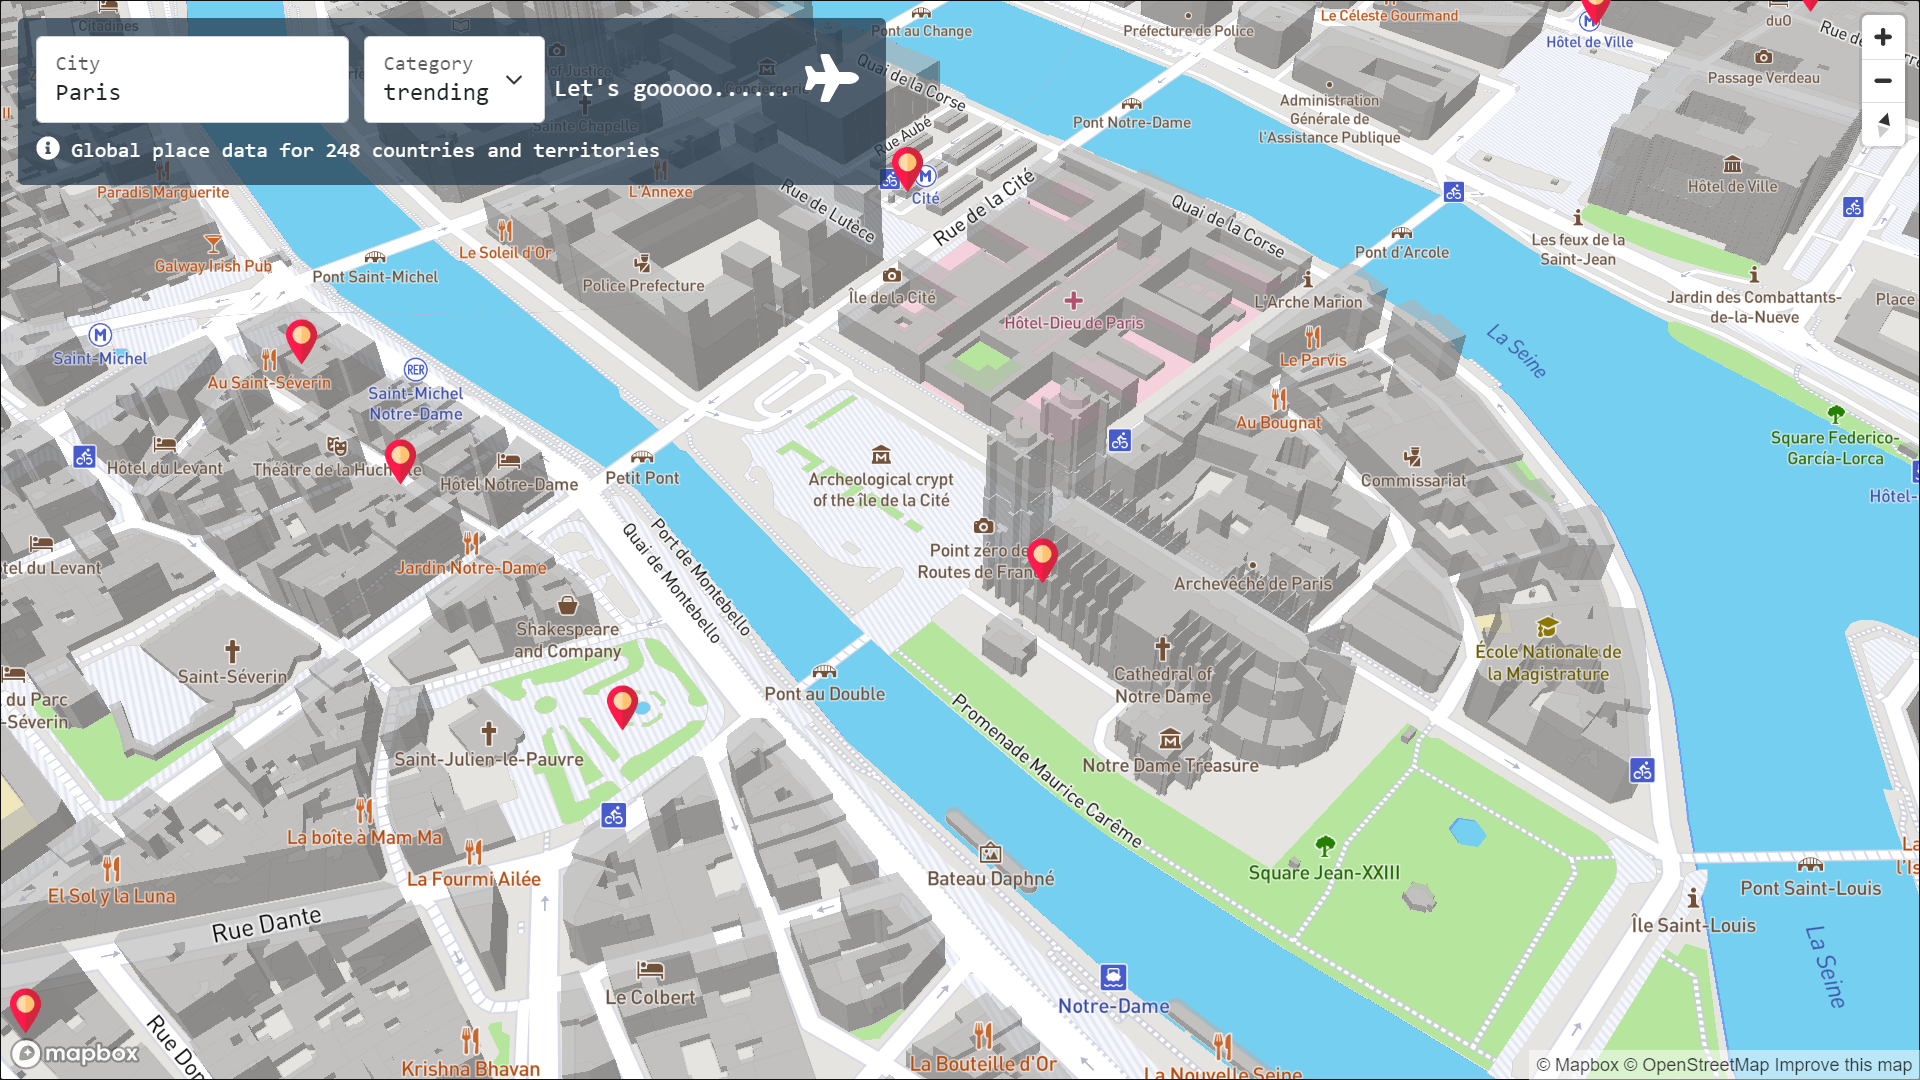 City
Paris
Category
trending
Let's gooooo......
Global place data for 248 countries and territories
Citadines
Pont au Change
Préfecture de Police
Le Céleste Gourmand
Hôtel de Ville
duO
Passage Verdeau
of Justice
Conciergerie
Sainte Chapelle
Quai de la Corse
Rue Aubé
Pont Notre-Dame
Administration
Générale de
l'Assistance Publique
Hôtel de Ville
Paradis Marguerite
L'Annexe
Cité
Rue de Lutèce
Rue de la Cité
Quai de la Corse
Pont d'Arcole
Les feux de la
Saint-Jean
Galway Irish Pub
Pont Saint-Michel
Le Soleil d'Or
Police Prefecture
Île de la Cité
Hôtel-Dieu de Paris
L'Arche Marion
Jardin des Combattants-
de-la-Nueve
Place
Saint-Michel
Au Saint-Séverin
Saint-Michel
Notre-Dame
RER
Le Parvis
La Seine
Au Bougnat
Square Federico-
García-Lorca
Hôtel du Levant
Théâtre de la Huch
te
Hôtel Notre-Dame
Petit Pont
Archeological crypt
of the île de la Cité
Commissariat
Hôtel-
tel du Levant
Jardin Notre-Dame
Port de Montebello
Quai de Montebello
Point zéro de
Routes de Fran
Archevêché de Paris
Shakespeare
and Company
Saint-Séverin
École Nationale de
la Magistrature
du Parc
-Séverin
Pont au Double
Cathedral of
Notre Dame
Saint-Julien-le-Pauvre
Promenade Maurice Carême
Notre Dame Treasure
La boîte à Mam Ma
La Fourmi Ailée
El Sol y la Luna
Bateau Daphné
Square Jean-XXIII
La
l'Is
Pont Saint-Louis
Rue Dante
Île Saint-Louis
La Seine
Le Colbert
Notre-Dame
Rue Dom
mapbox
Krishna Bhavan
La Bouteille d'Or
La Nouvelle Seine
© Mapbox © OpenStreetMap Improve this map